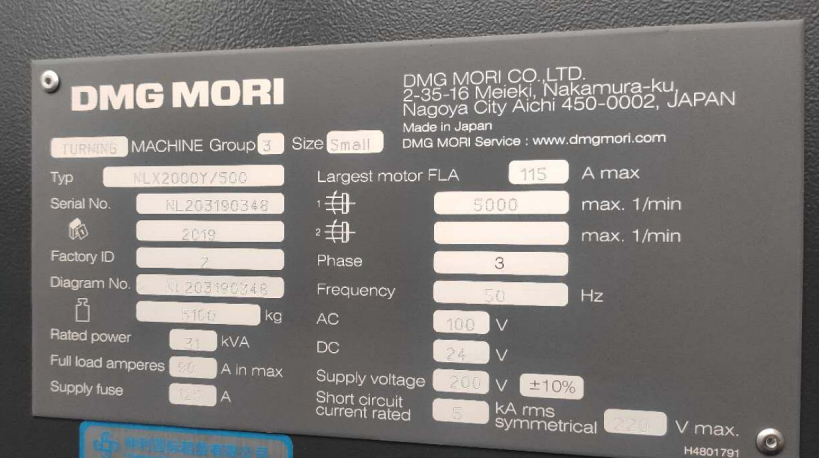 DMG MORI
DMG MORI CO.,LTD.
2-35-16 Meieki, Nakamura-ku,
Nagoya City Aichi 450-0002, JAPAN
Made in Japan
DMG MORI Service : www.dmgmori.com
TURNING MACHINE Group 3 Size Small
Typ NLX2000Y/500
Serial No. NL203190348
2019
Factory ID Z
Diagram No. NL203190348
5100 kg
Rated power 31 kVA
Full load amperes A in max
Supply fuse 125 A
Largest motor FLA 115 A max
1 5000 max. 1/min
2 max. 1/min
Phase 3
Frequency 50 Hz
AC 100 V
DC 24 V
Supply voltage 200 V ±10%
Short circuit
current rated 5 kA rms
symmetrical 220 V max.
H4801791